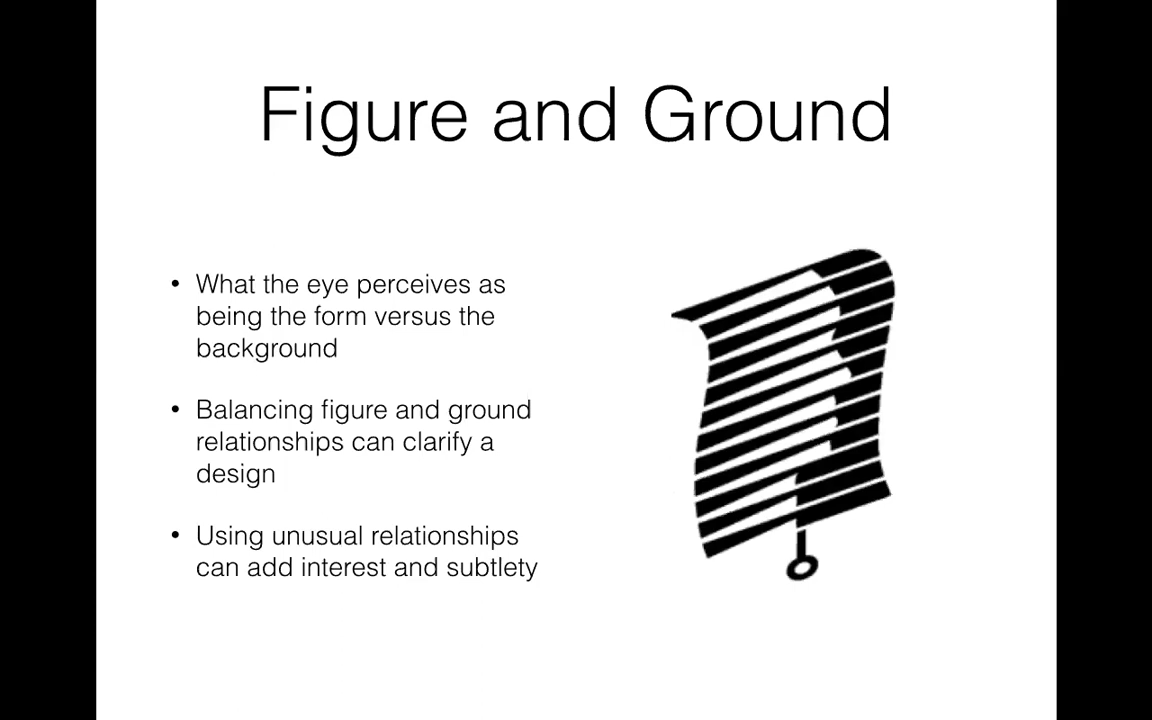 Figure and Ground
• What the eye perceives as
being the form versus the
background
• Balancing figure and ground
relationships can clarify a
design
• Using unusual relationships
can add interest and subtlety